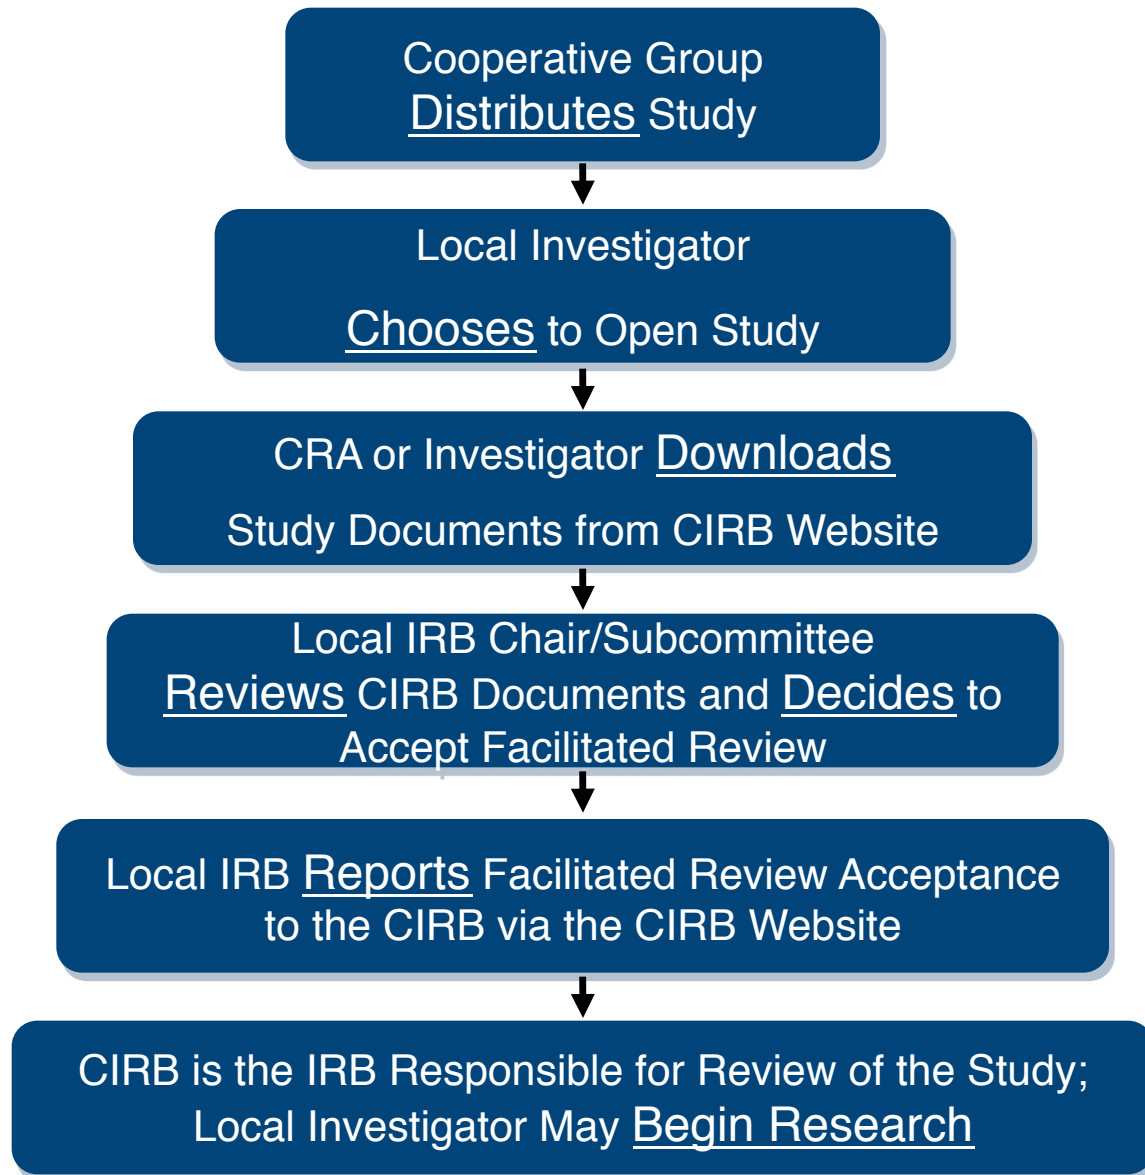 Cooperative Group
Distributes Study
Local Investigator
Chooses to Open Study
CRA or Investigator Downloads
Study Documents from CIRB Website
Local IRB Chair/Subcommittee
Reviews CIRB Documents and Decides to
Accept Facilitated Review
Local IRB Reports Facilitated Review Acceptance
to the CIRB via the CIRB Website
CIRB is the IRB Responsible for Review of the Study;
Local Investigator May Begin Research